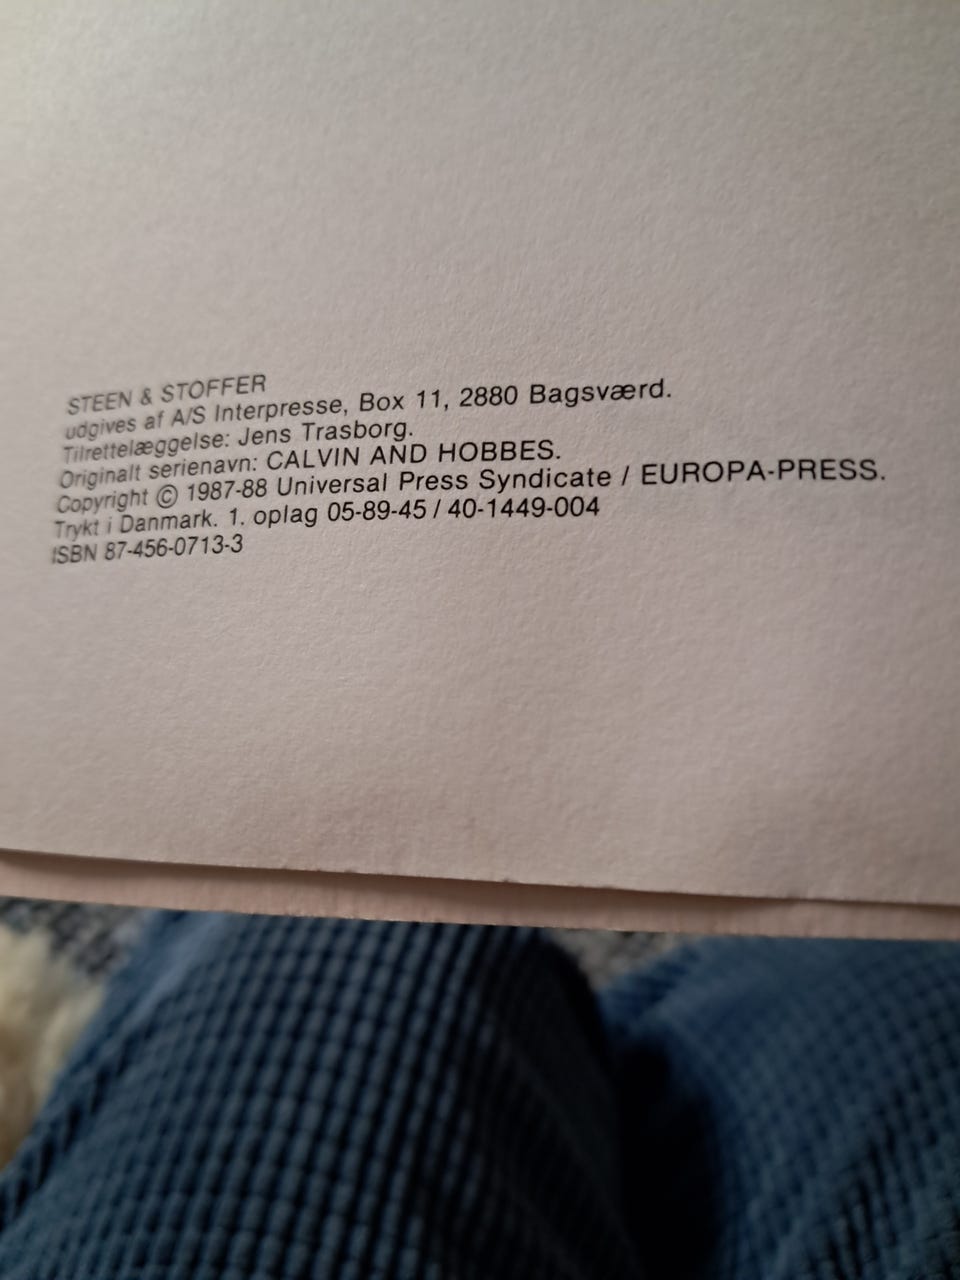 STEEN & STOFFER
udgives af A/S Interpresse, Box 11, 2880 Bagsværd.
Tilrettelæggelse: Jens Trasborg.
Originalt serienavn: CALVIN AND HOBBES.
Copyright © 1987-88 Universal Press Syndicate / EUROPA-PRESS.
Trykt i Danmark. 1. oplag 05-89-45 / 40-1449-004
ISBN 87-456-0713-3